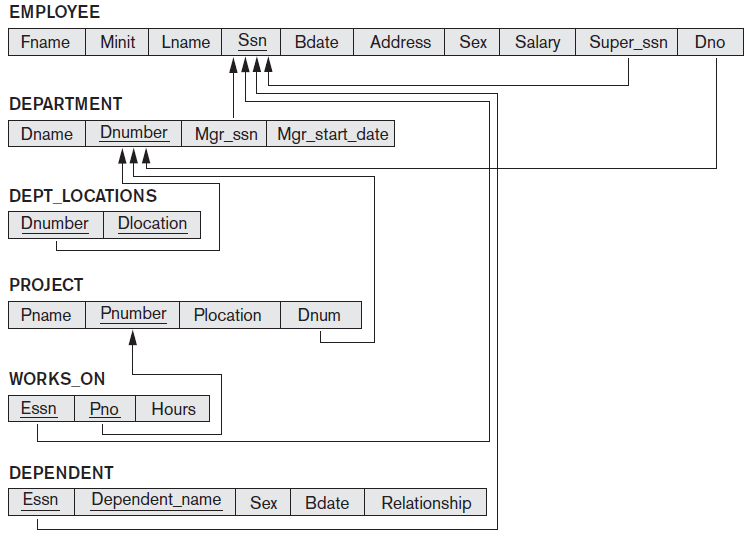 EMPLOYEE
Fname Minit Lname Ssn Bdate Address Sex Salary Super_ssn Dno
DEPARTMENT
Dname Dnumber Mgr_ssn Mgr_start_date
DEPT_LOCATIONS
Dnumber Dlocation
PROJECT
Pname Pnumber Plocation Dnum
WORKS_ON
Essn Pno Hours
DEPENDENT
Essn Dependent_name Sex Bdate Relationship